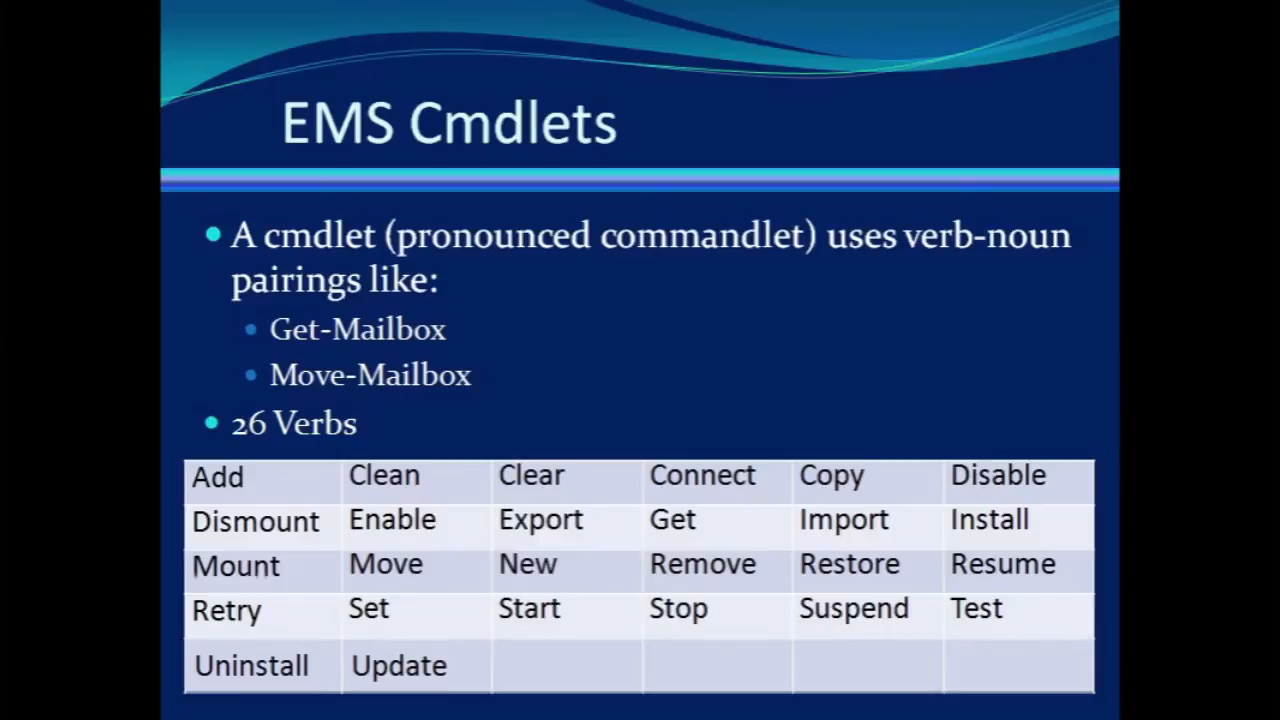 EMS Cmdlets
• A cmdlet (pronounced commandlet) uses verb-noun
pairings like:
• Get-Mailbox
• Move-Mailbox
• 26 Verbs
Add Clean Clear Connect Copy Disable
Dismount Enable Export Get Import Install
Mount Move New Remove Restore Resume
Retry Set Start Stop Suspend Test
Uninstall Update